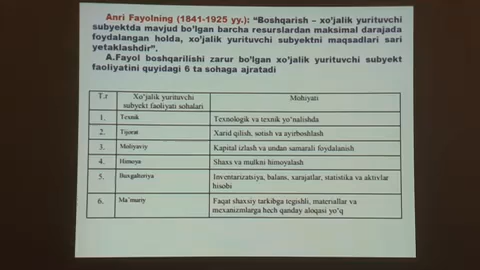 Anri Fayolning (1841-1925 yy.): "Boshqarish – xo'jalik yurituvchi
subyektda mavjud bo'lgan barcha resurslardan maksimal darajada
foydalangan holda, xo'jalik yurituvchi subyektni maqsadlari sari
yetaklashdir".
A.Fayol boshqarilishi zarur bo'lgan xo'jalik yurituvchi subyekt
faoliyatini quyidagi 6 ta sohaga ajratadi
T.r Xo'jalik yurituvchi Mohiyati
subyekt faoliyati sohalari
1. Texnik Texnologik va texnik yo'nalishda
2. Tijorat Xarid qilish, sotish va ayirboshlash
3. Moliyaviy Kapital izlash va undan samarali foydalanish
4. Himoya Shaxs va mulkni himoyalash
5. Buxgalteriya Inventarizatsiya, balans, xarajatlar, statistika va aktivlar
hisobi
6. Ma'muriy Faqat shaxsiy tarkibga tegishli, materiallar va
mexanizmlarga hech qanday aloqasi yo'q